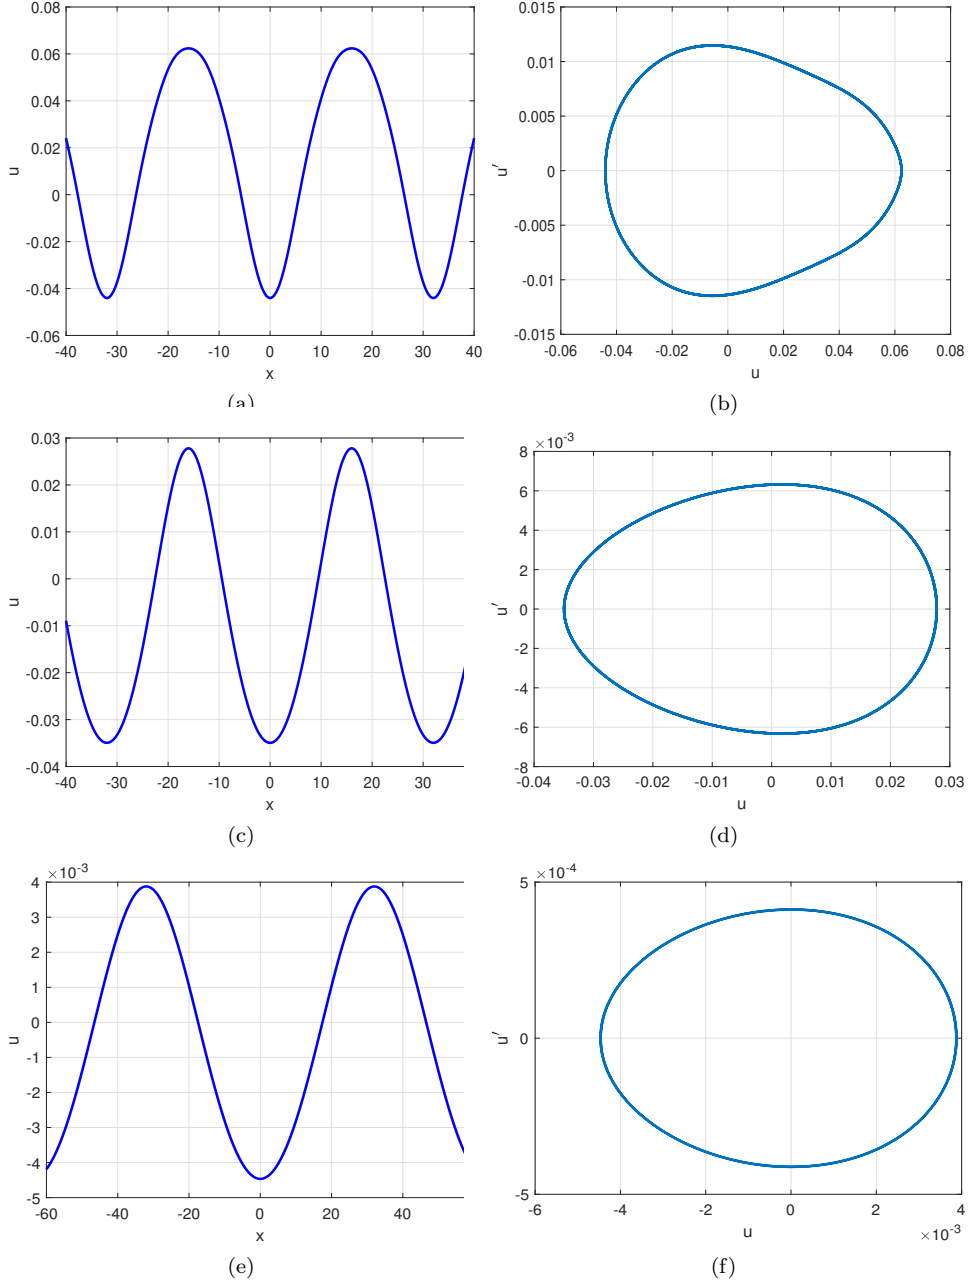 0.08
0.06
0.04
0.02
0
-0.02
-0.04
-0.06
u
-40 -30 -20 -10 0 10 20 30 40
x
(a)
0.015
0.01
0.005
0
-0.005
-0.01
-0.015
u′
-0.06 -0.04 -0.02 0 0.02 0.04 0.06 0.08
u
(b)
0.03
0.02
0.01
0
-0.01
-0.02
-0.03
-0.04
u
-40 -30 -20 -10 0 10 20 30
x
(c)
×10-3
8
6
4
2
0
-2
-4
-6
-8
u′
-0.04 -0.03 -0.02 -0.01 0 0.01 0.02 0.03
u
(d)
×10-3
4
3
2
1
0
-1
-2
-3
-4
-5
u
-60 -40 -20 0 20 40
x
(e)
×10-4
5
0
-5
u′
-6 -4 -2 0 2 4
×10-3
u
(f)